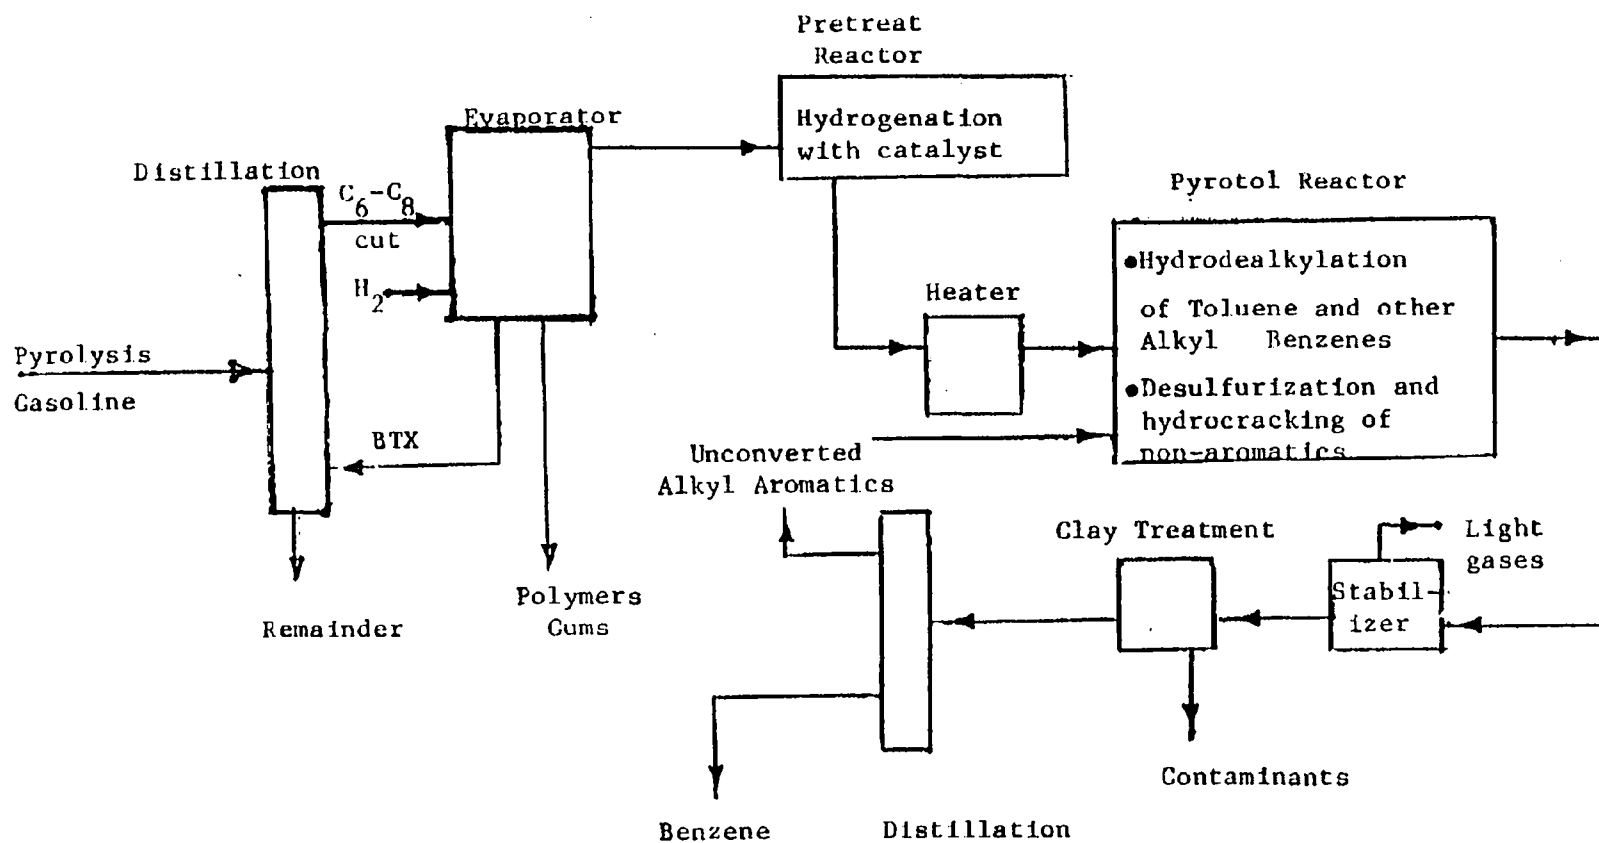 Pretreat
Reactor
Evaporator
Hydrogenation
with catalyst
Distillation
C6-C8
cut
H2
Pyrotol Reactor
●Hydrodealkylation
of Toluene and other
Alkyl Benzenes
●Desulfurization and
hydrocracking of
non-aromatics
Heater
Pyrolysis
Gasoline
BTX
Unconverted
Alkyl Aromatics
Clay Treatment
Light
gases
Stabil-
izer
Polymers
Gums
Remainder
Contaminants
Benzene
Distillation